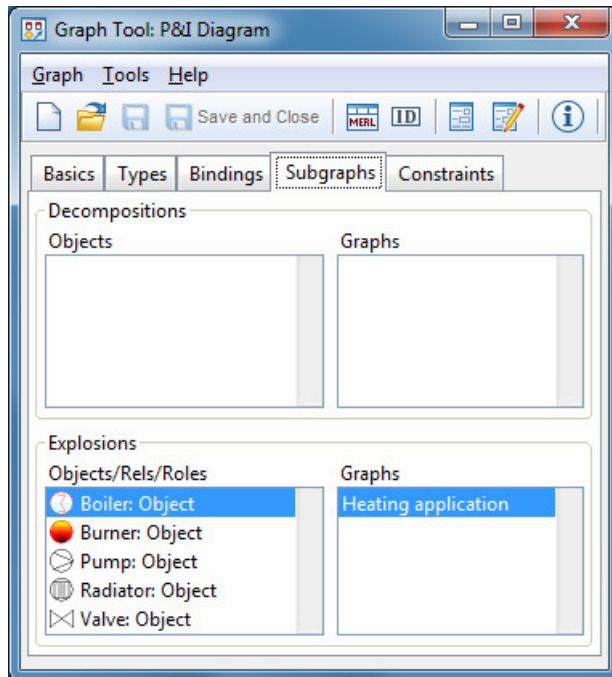 Graph Tool: P&I Diagram
Graph Tools Help
Save and Close MERL ID
Basics Types Bindings Subgraphs Constraints
Decompositions
Objects Graphs
Explosions
Objects/Rels/Roles Graphs
Boiler: Object Heating application
Burner: Object
Pump: Object
Radiator: Object
Valve: Object